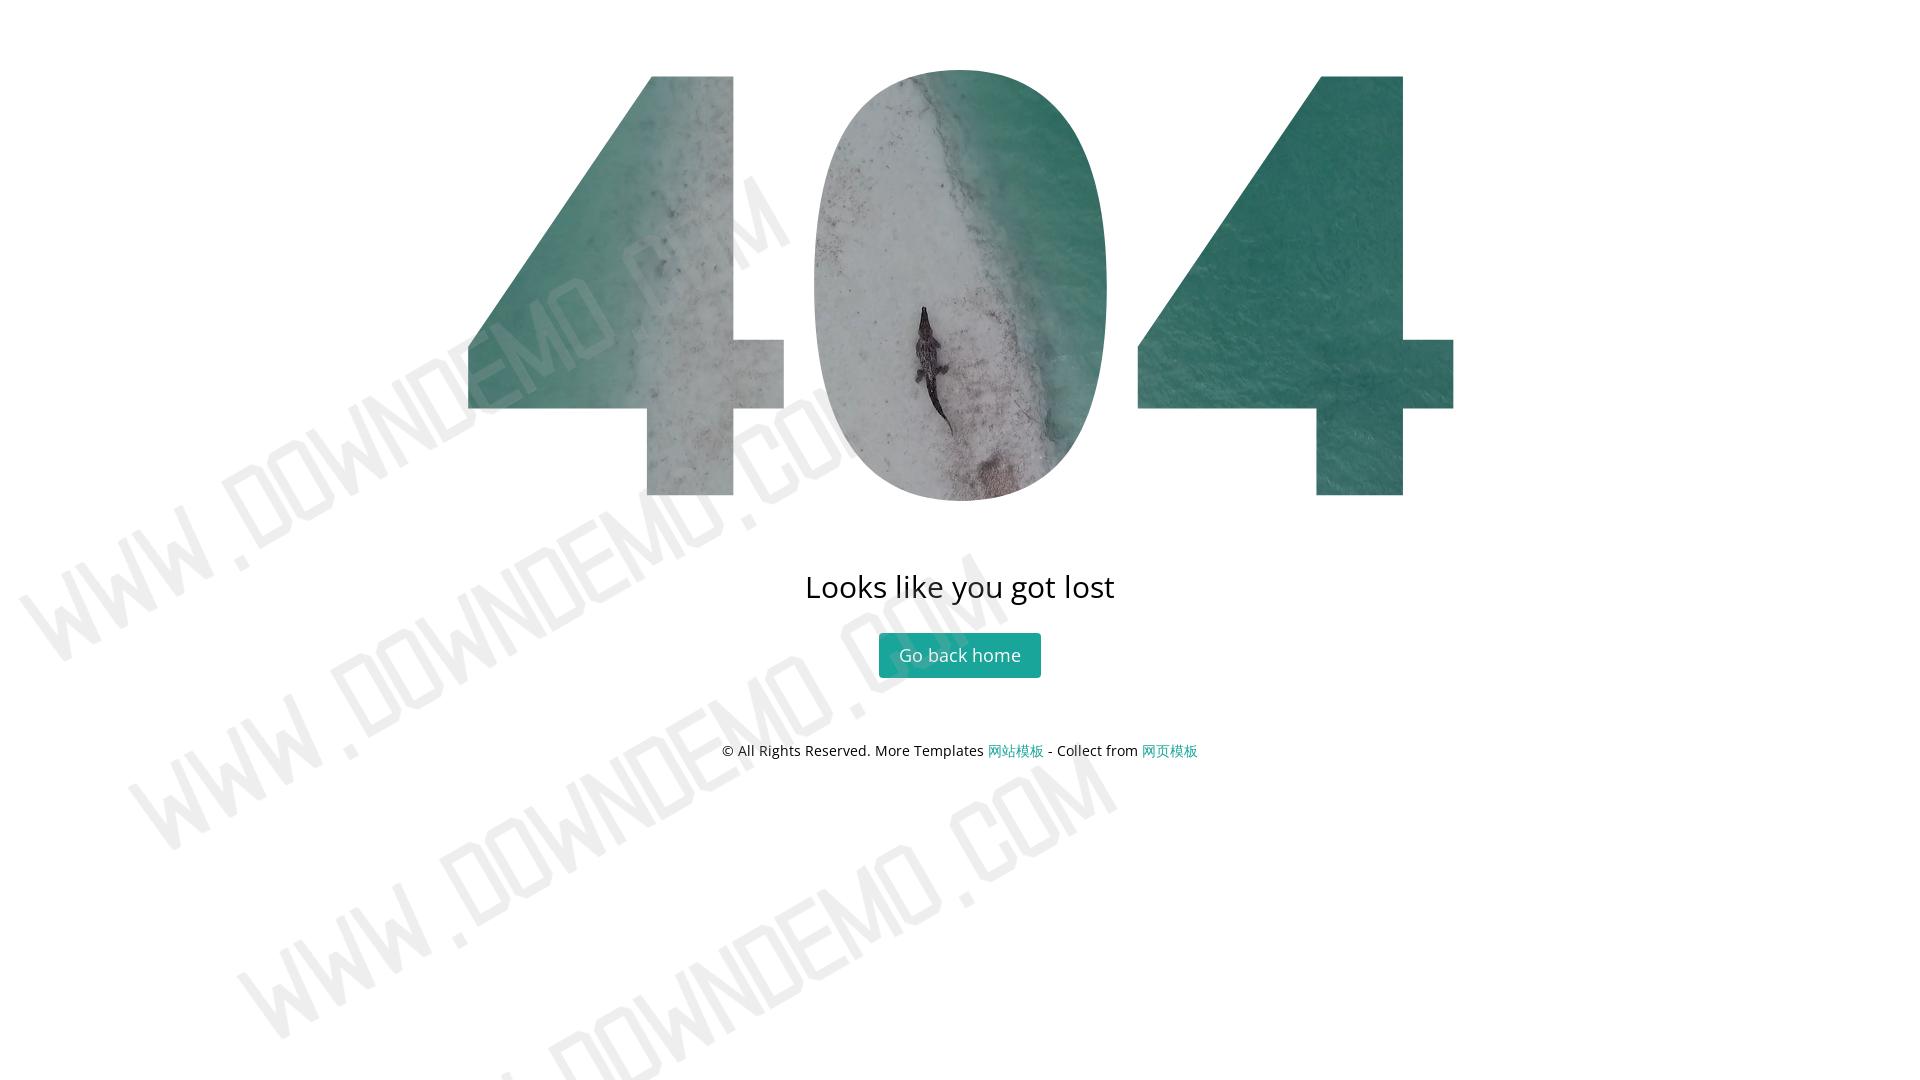 404
WWW.DOWNDEMO.COM
WWW.DOWNDEMO.COM
Looks like you got lost
Go back home
WWW.DOWNDEMO.COM
© All Rights Reserved. More Templates 网站模板 - Collect from 网页模板
DOWNDEMO.COM